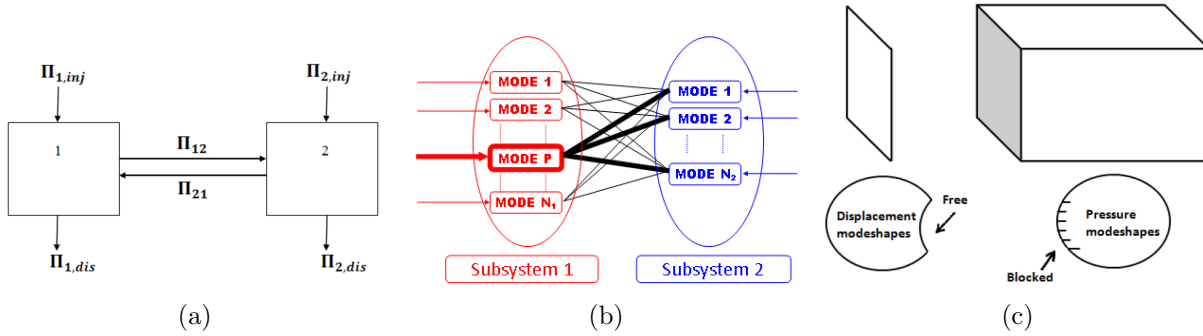 Π1,inj
Π2,inj
1
Π12
2
Π21
Π1,dis
Π2,dis
(a)
MODE 1
MODE 2
MODE P
MODE N1
MODE 1
MODE 2
MODE N2
Subsystem 1
Subsystem 2
(b)
Displacement
modeshapes
Free
Pressure
modeshapes
Blocked
(c)